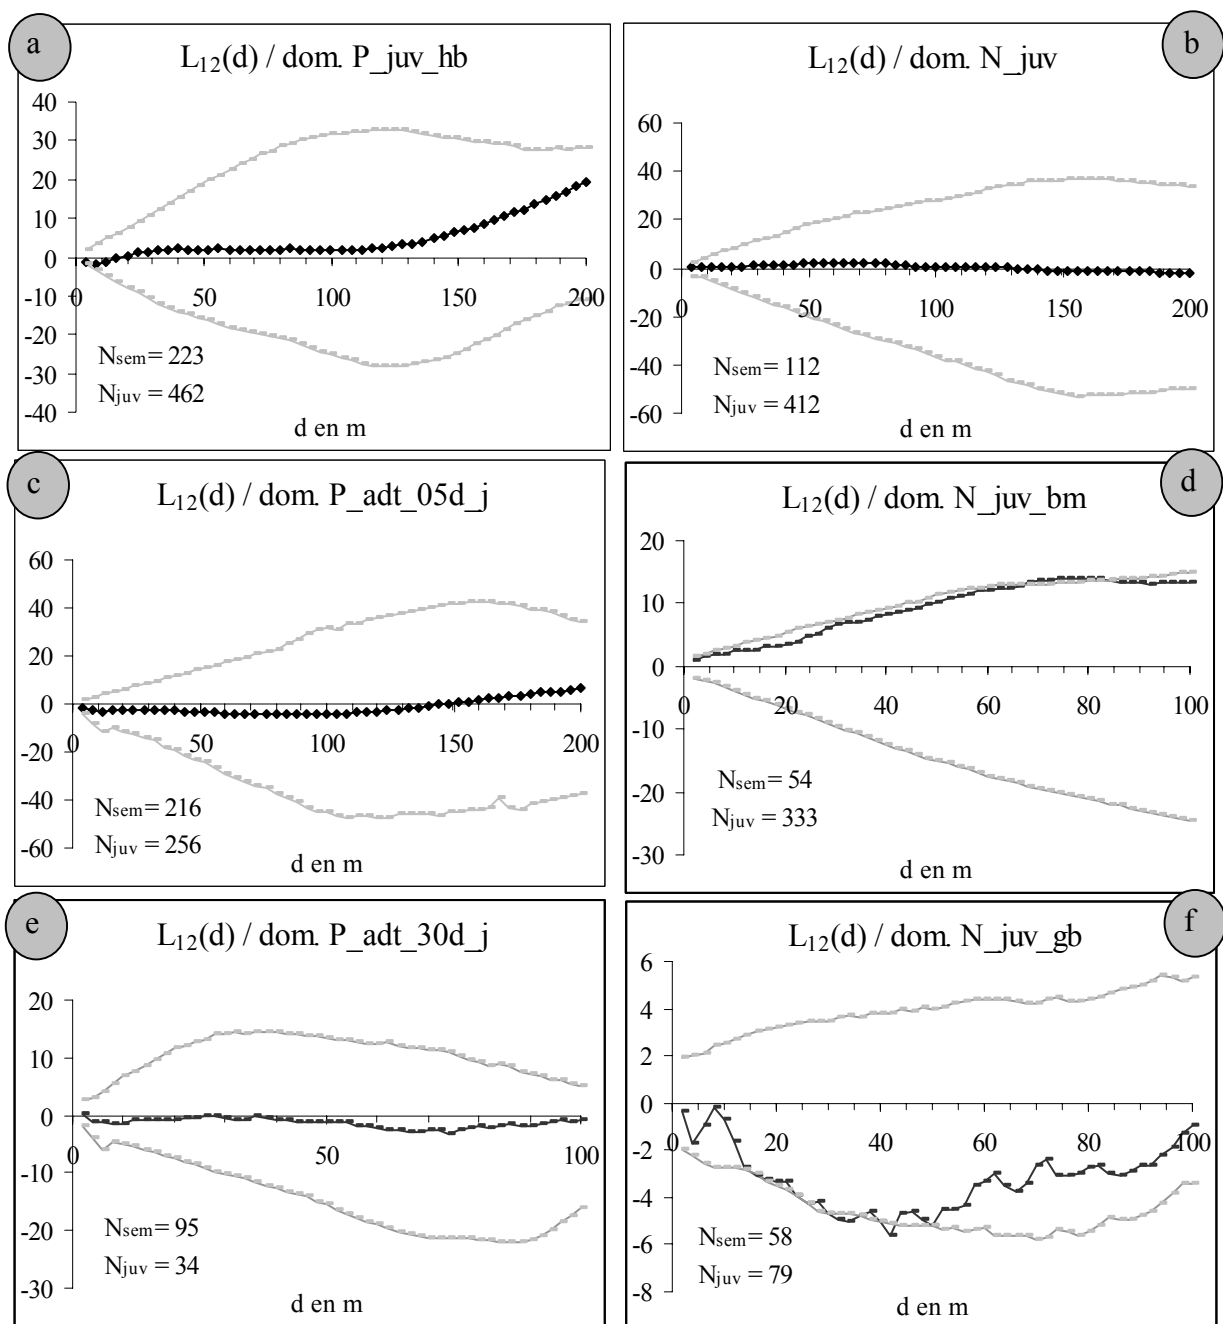 a
L12(d) / dom. P_juv_hb
40
30
20
10
0
-10
-20
-30
-40
0 50 100 150 200
Nsem = 223
Njuv = 462
d en m
b
L12(d) / dom. N_juv
60
40
20
0
-20
-40
-60
0 50 100 150 200
Nsem = 112
Njuv = 412
d en m
c
L12(d) / dom. P_adt_05d_j
60
40
20
0
-20
-40
-60
0 50 100 150 200
Nsem = 216
Njuv = 256
d en m
d
L12(d) / dom. N_juv_bm
20
10
0
-10
-20
-30
0 20 40 60 80 100
Nsem = 54
Njuv = 333
d en m
e
L12(d) / dom. P_adt_30d_j
20
10
0
-10
-20
-30
0 50 100
Nsem = 95
Njuv = 34
d en m
f
L12(d) / dom. N_juv_gb
6
4
2
0
-2
-4
-6
-8
0 20 40 60 80 100
Nsem = 58
Njuv = 79
d en m